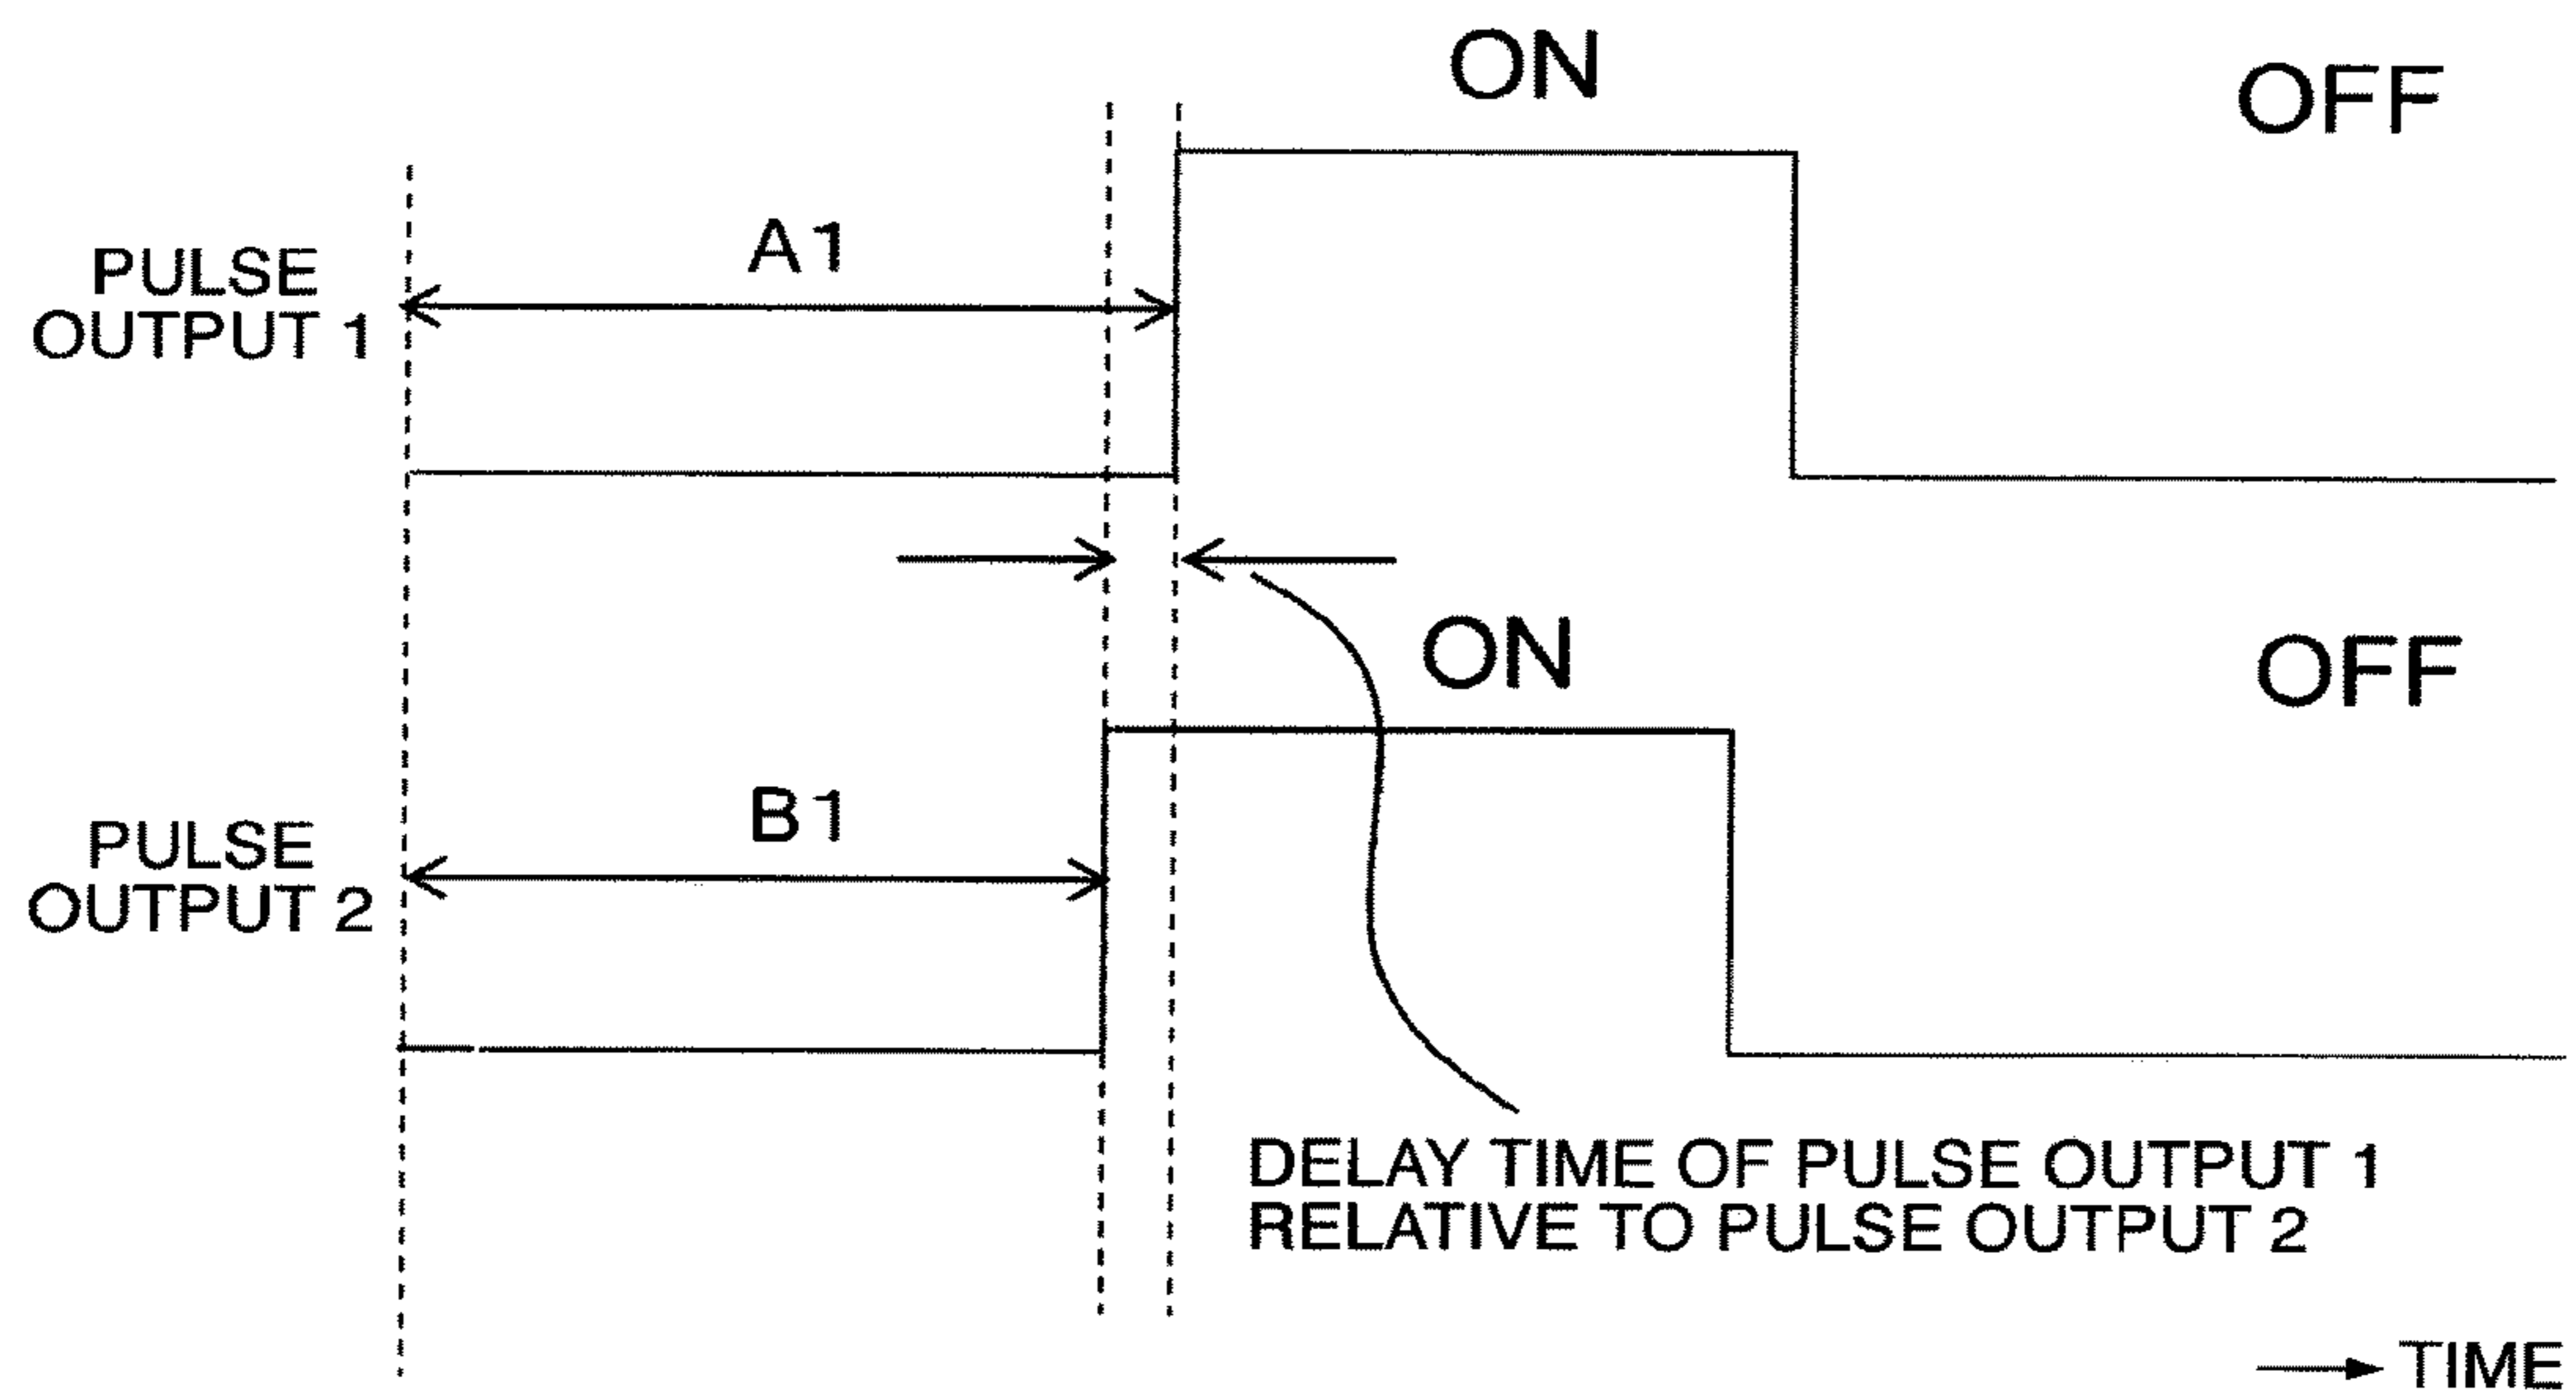 ON
OFF
A1
PULSE
OUTPUT 1
ON
OFF
B1
PULSE
OUTPUT 2
DELAY TIME OF PULSE OUTPUT 1
RELATIVE TO PULSE OUTPUT 2
TIME